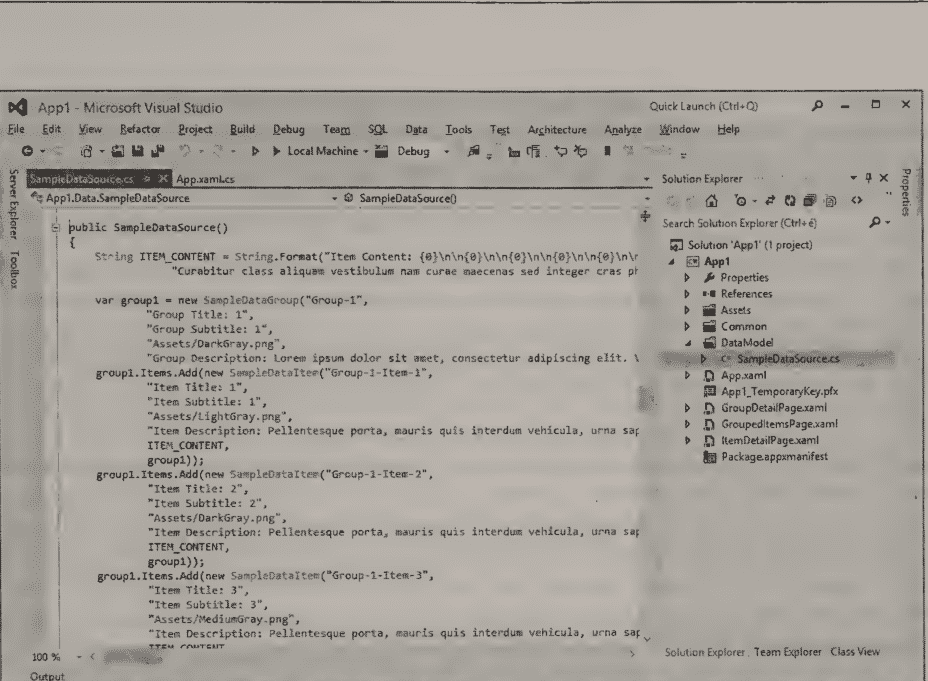 App1 - Microsoft Visual Studio
Quick Launch (Ctrl+Q)
File Edit View Refactor Project Build Debug Team SQL Data Tools Test Architecture Analyze Window Help
Local Machine Debug
Server Explorer Toolbox
SampleDataSource.cs App.xaml.cs
App1.Data.SampleDataSource SampleDataSource()
public SampleDataSource()
{
String ITEM_CONTENT = String.Format("Item Content: {0}\n\n{0}\n\n{0}\n\n{0}\n\n{0}\n\r
"Curabitur class aliquam vestibulum nam curae maecenas sed integer cras ph
var group1 = new SampleDataGroup("Group-1",
"Group Title: 1",
"Group Subtitle: 1",
"Assets/DarkGray.png",
"Group Description: Lorem ipsum dolor sit amet, consectetur adipiscing elit. \
group1.Items.Add(new SampleDataItem("Group-1-Item-1",
"Item Title: 1",
"Item Subtitle: 1",
"Assets/LightGray.png",
"Item Description: Pellentesque porta, mauris quis interdum vehicula, urna sap
ITEM_CONTENT,
group1));
group1.Items.Add(new SampleDataItem("Group-1-Item-2",
"Item Title: 2",
"Item Subtitle: 2",
"Assets/DarkGray.png",
"Item Description: Pellentesque porta, mauris quis interdum vehicula, urna sap
ITEM_CONTENT,
group1));
group1.Items.Add(new SampleDataItem("Group-1-Item-3",
"Item Title: 3",
"Item Subtitle: 3",
"Assets/MediumGray.png",
"Item Description: Pellentesque porta, mauris quis interdum vehicula, urna sap
ITEM_CONTENT
100 %
Output
Solution Explorer
Search Solution Explorer (Ctrl+é)
Solution 'App1' (1 project)
App1
Properties
References
Assets
Common
DataModel
C# SampleDataSource.cs
App.xaml
App1_TemporaryKey.pfx
GroupDetailPage.xaml
GroupedItemsPage.xaml
ItemDetailPage.xaml
Package.appxmanifest
Solution Explorer Team Explorer Class View
Properties